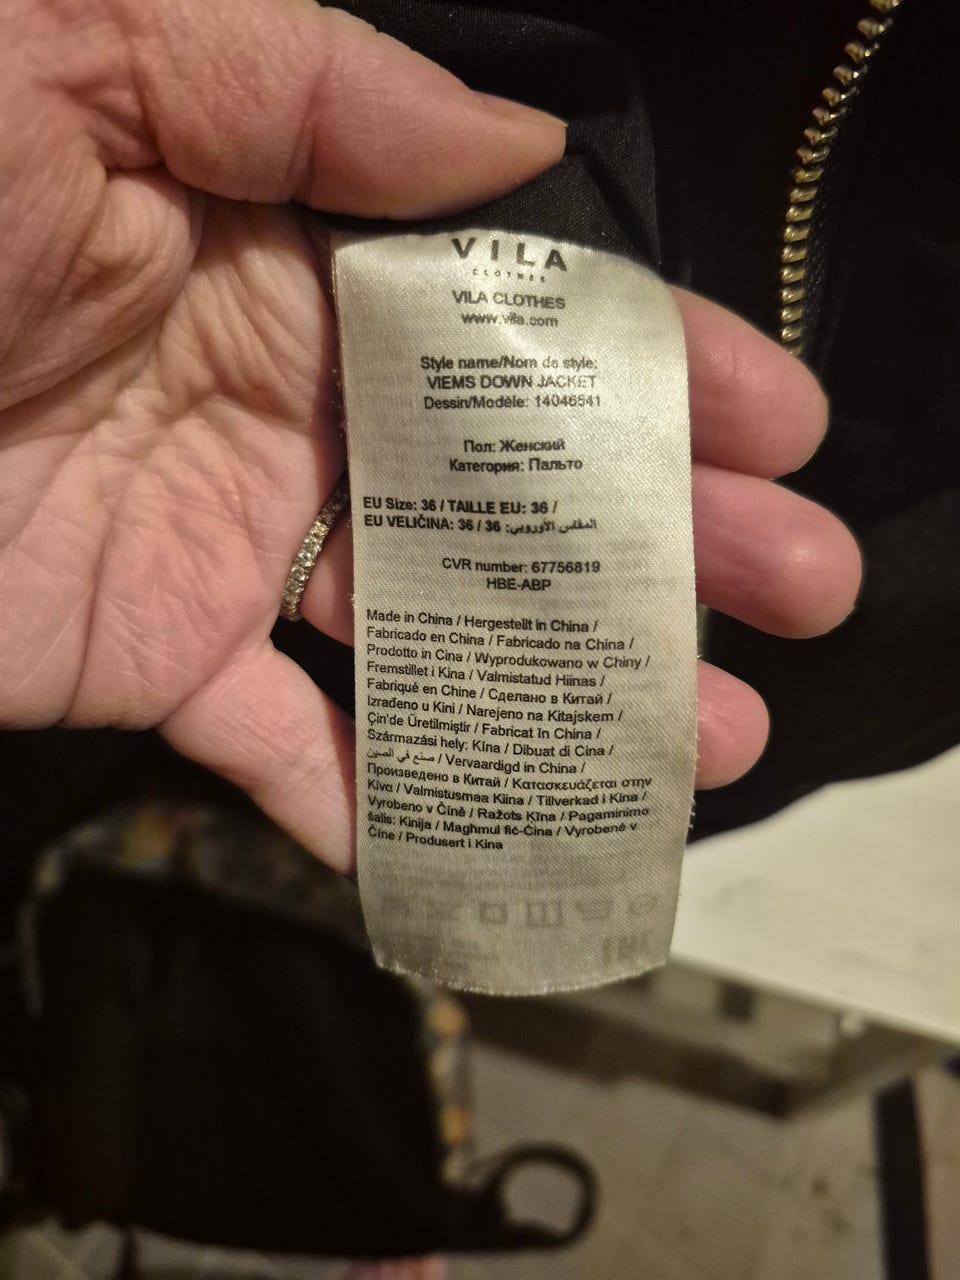 VILA
CLOTHES
VILA CLOTHES
www.vila.com
Style name/Nom de style:
VIEMS DOWN JACKET
Dessin/Modèle: 14046541
Пол: Женский
Категория: Пальто
EU Size: 36 / TAILLE EU: 36 /
EU VELIČINA: 36 / 36 :المقاس الأوروبي
CVR number: 67756819
HBE-ABP
Made in China / Hergestellt in China /
Fabricado en China / Fabricado na China /
Prodotto in Cina / Wyprodukowano w Chiny /
Fremstillet i Kina / Valmistatud Hiinas /
Fabriqué en Chine / Сделано в Китай /
Izrađeno u Kini / Narejeno na Kitajskem /
Çin'de Üretilmiştir / Fabricat în China /
Származási hely: Kína / Dibuat di Cina /
صنع في الصين / Vervaardigd in China /
Произведено в Китай / Κατασκευάζεται στην
Κίνα / Valmistusmaa Kiina / Tillverkad i Kina /
Vyrobeno v Číně / Ražots Ķīna / Pagaminimo
šalis: Kinija / Magħmul fiċ-Ċina / Vyrobené v
Číne / Produsert i Kina